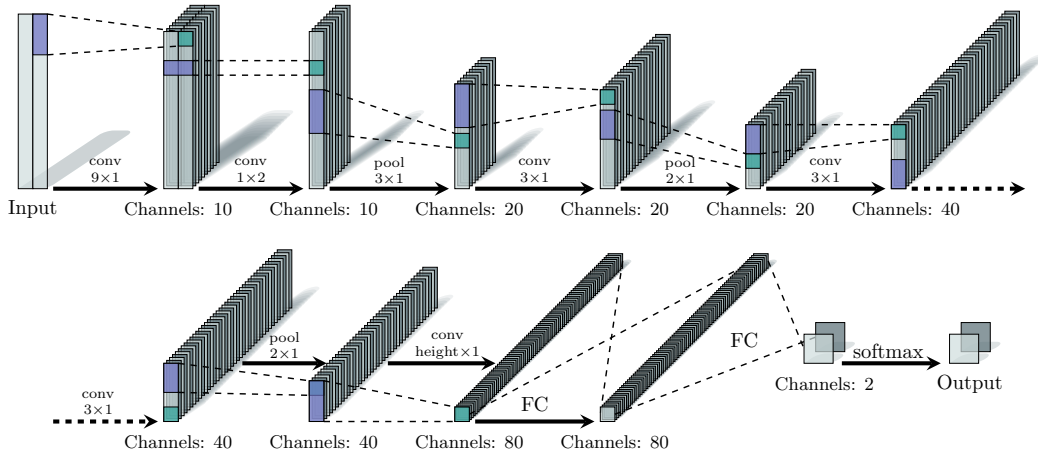 conv
9×1
conv
1×2
pool
3×1
conv
3×1
pool
2×1
conv
3×1
Input
Channels: 10
Channels: 10
Channels: 20
Channels: 20
Channels: 20
Channels: 40
conv
3×1
pool
2×1
conv
height×1
FC
FC
softmax
Channels: 40
Channels: 40
Channels: 80
Channels: 80
Channels: 2
Output